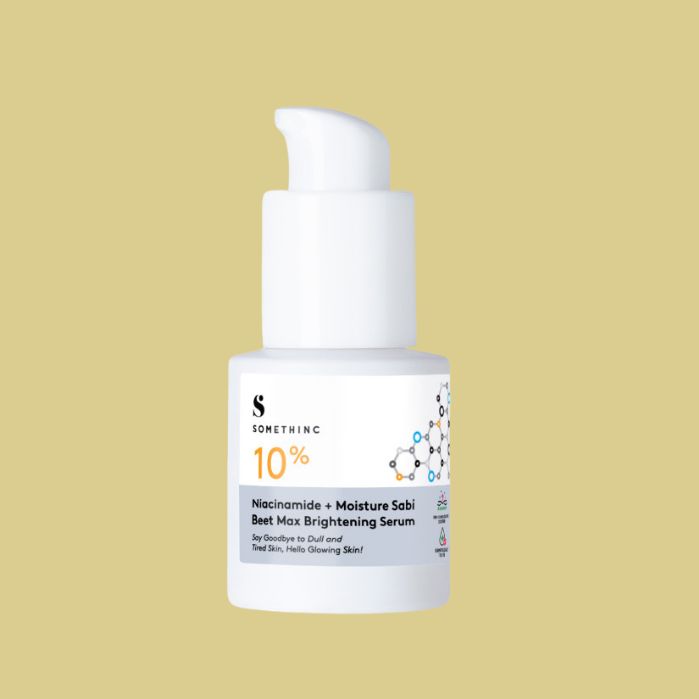 S
SOMETHINC
10%
Niacinamide + Moisture Sabi
Beet Max Brightening Serum
Say Goodbye to Dull and
Tired Skin, Hello Glowing Skin!